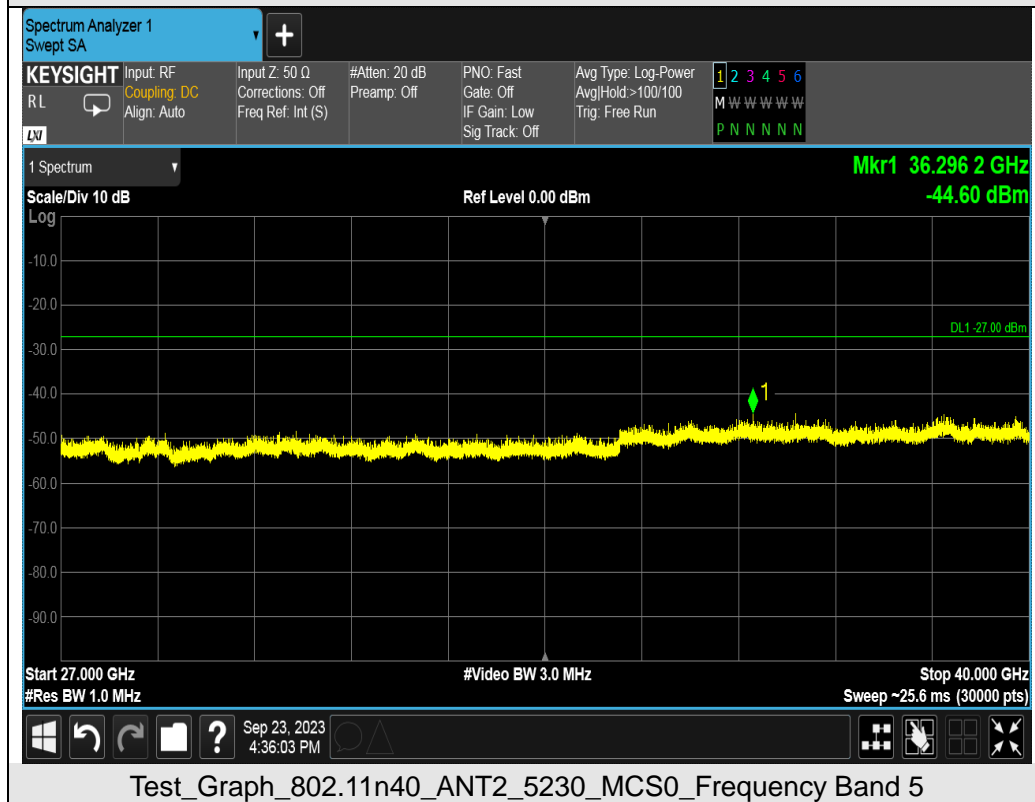 Spectrum Analyzer 1
Swept SA
+
KEYSIGHT
RL
LXI
Input: RF
Coupling: DC
Align: Auto
Input Z: 50 Ω
Corrections: Off
Freq Ref: Int (S)
#Atten: 20 dB
Preamp: Off
PNO: Fast
Gate: Off
IF Gain: Low
Sig Track: Off
Avg Type: Log-Power
Avg|Hold:>100/100
Trig: Free Run
1 2 3 4 5 6
M W W W W W
P N N N N N
1 Spectrum
Mkr1 36.296 2 GHz
Scale/Div 10 dB
Ref Level 0.00 dBm
-44.60 dBm
Log
-10.0
-20.0
DL1 -27.00 dBm
-30.0
-40.0
1
-50.0
-60.0
-70.0
-80.0
-90.0
Start 27.000 GHz
#Video BW 3.0 MHz
Stop 40.000 GHz
#Res BW 1.0 MHz
Sweep ~25.6 ms (30000 pts)
?
Sep 23, 2023
4:36:03 PM
Test_Graph_802.11n40_ANT2_5230_MCS0_Frequency Band 5